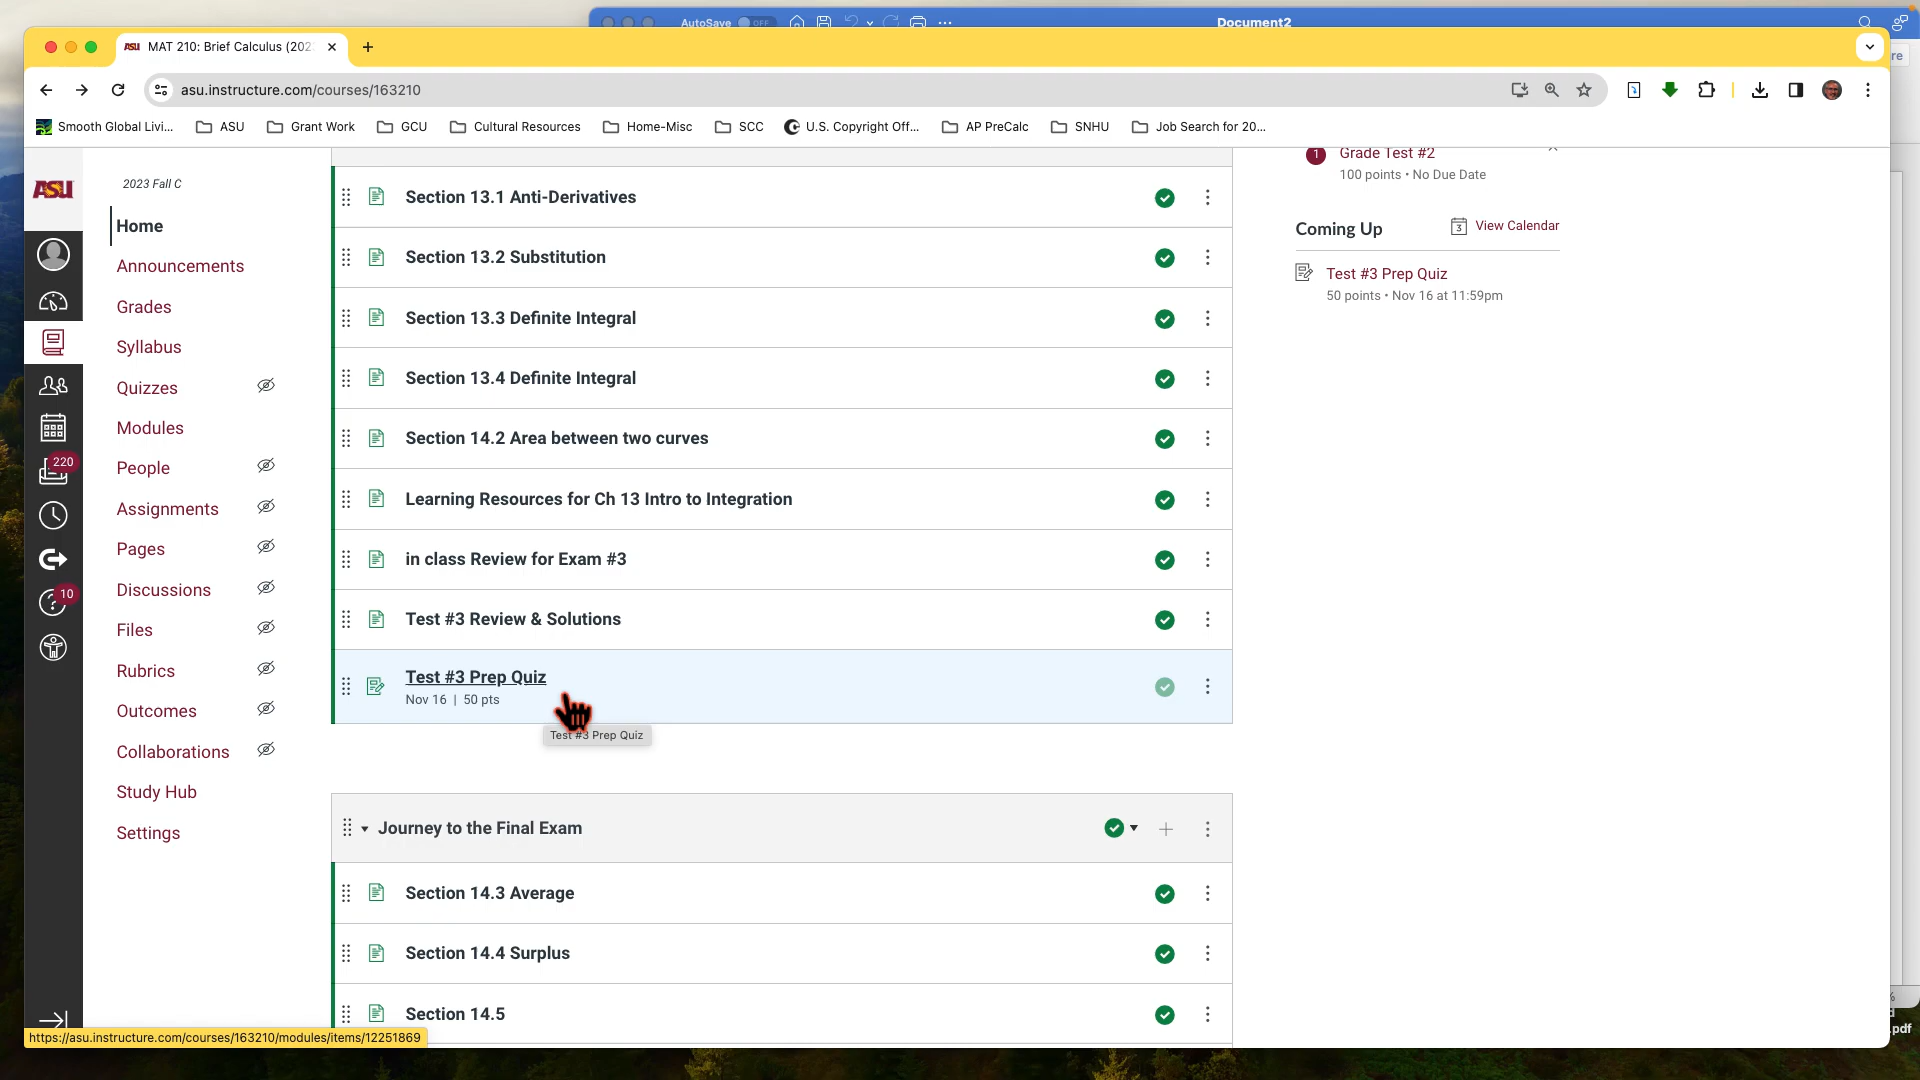 AutoSave OFF
Document2
ASU MAT 210: Brief Calculus (202
asu.instructure.com/courses/163210
Smooth Global Livi...
ASU
Grant Work
GCU
Cultural Resources
Home-Misc
SCC
U.S. Copyright Off...
AP PreCalc
SNHU
Job Search for 20...
re
ASU
220
10
2023 Fall C
Home
Announcements
Grades
Syllabus
Quizzes
Modules
People
Assignments
Pages
Discussions
Files
Rubrics
Outcomes
Collaborations
Study Hub
Settings
Section 13.1 Anti-Derivatives
Section 13.2 Substitution
Section 13.3 Definite Integral
Section 13.4 Definite Integral
Section 14.2 Area between two curves
Learning Resources for Ch 13 Intro to Integration
in class Review for Exam #3
Test #3 Review & Solutions
Test #3 Prep Quiz
Nov 16 | 50 pts
Test #3 Prep Quiz
Journey to the Final Exam
Section 14.3 Average
Section 14.4 Surplus
Section 14.5
1 Grade Test #2
100 points • No Due Date
Coming Up
3 View Calendar
Test #3 Prep Quiz
50 points • Nov 16 at 11:59pm
https://asu.instructure.com/courses/163210/modules/items/12251869
%
d
.pdf